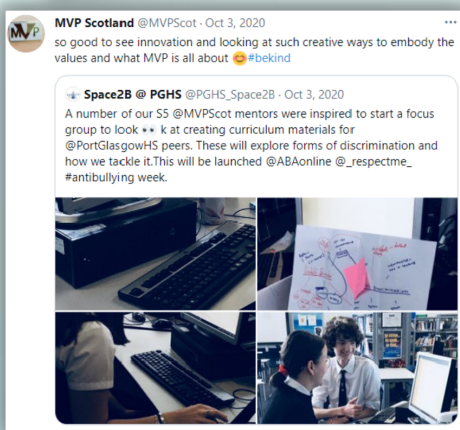 MVP
MVP Scotland @MVPScot · Oct 3, 2020
so good to see innovation and looking at such creative ways to embody the
values and what MVP is all about 😊#bekind
Space2B @ PGHS @PGHS_Space2B · Oct 3, 2020
A number of our S5 @MVPScot mentors were inspired to start a focus
group to look 👀 k at creating curriculum materials for
@PortGlasgowHS peers. These will explore forms of discrimination and
how we tackle it.This will be launched @ABAonline @_respectme_
#antibullying week.